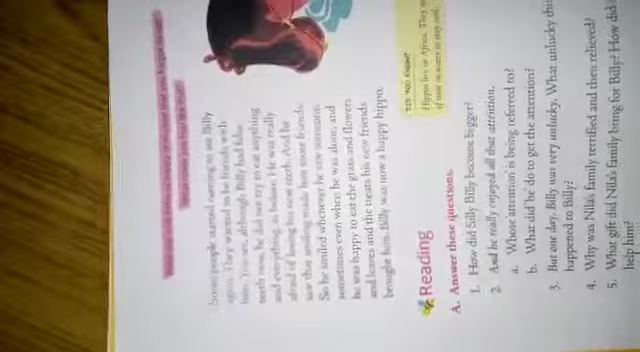 Soon, people started coming to see Billy
again. They wanted to be friends with
him. You see, although Billy had false
teeth now, he did not try to eat anything
and everything, as before. He was really
afraid of losing his new teeth. And he
saw that smiling made him more friends.
So he smiled whenever he saw someone,
sometimes even when he was alone, and
he was happy to eat the grass and flowers
and leaves and the treats his new friends
brought him. Billy was now a happy hippo.
DID YOU KNOW?
Hippos live in Africa. They
of time in water to stay cool.
Reading
A. Answer these questions.
1. How did Silly Billy become bigger?
2. And he really enjoyed all that attention.
a. Whose attention is being referred to?
b. What did he do to get the attention?
3. But one day, Billy was very unlucky. What unlucky thi
happened to Billy?
4. Why was Nila's family terrified and then relieved?
5. What gift did Nila's family bring for Billy? How did
help him?